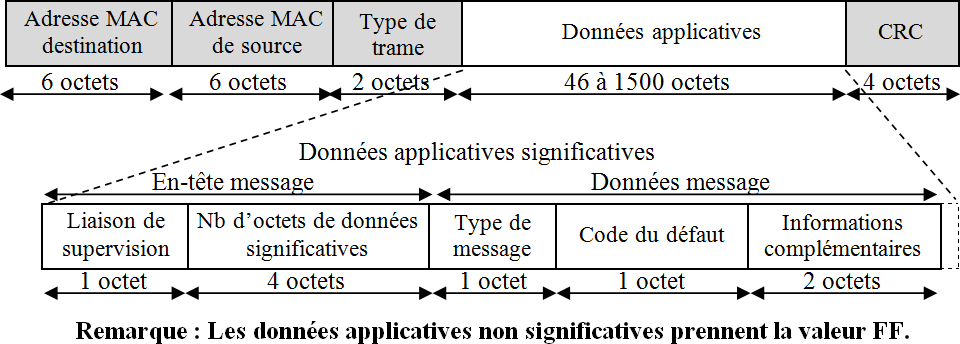 Adresse MAC destination
Adresse MAC de source
Type de trame
Données applicatives
CRC
6 octets
6 octets
2 octets
46 à 1500 octets
4 octets
Données applicatives significatives
En-tête message
Données message
Liaison de supervision
Nb d'octets de données significatives
Type de message
Code du défaut
Informations complémentaires
1 octet
4 octets
1 octet
1 octet
2 octets
Remarque : Les données applicatives non significatives prennent la valeur FF.